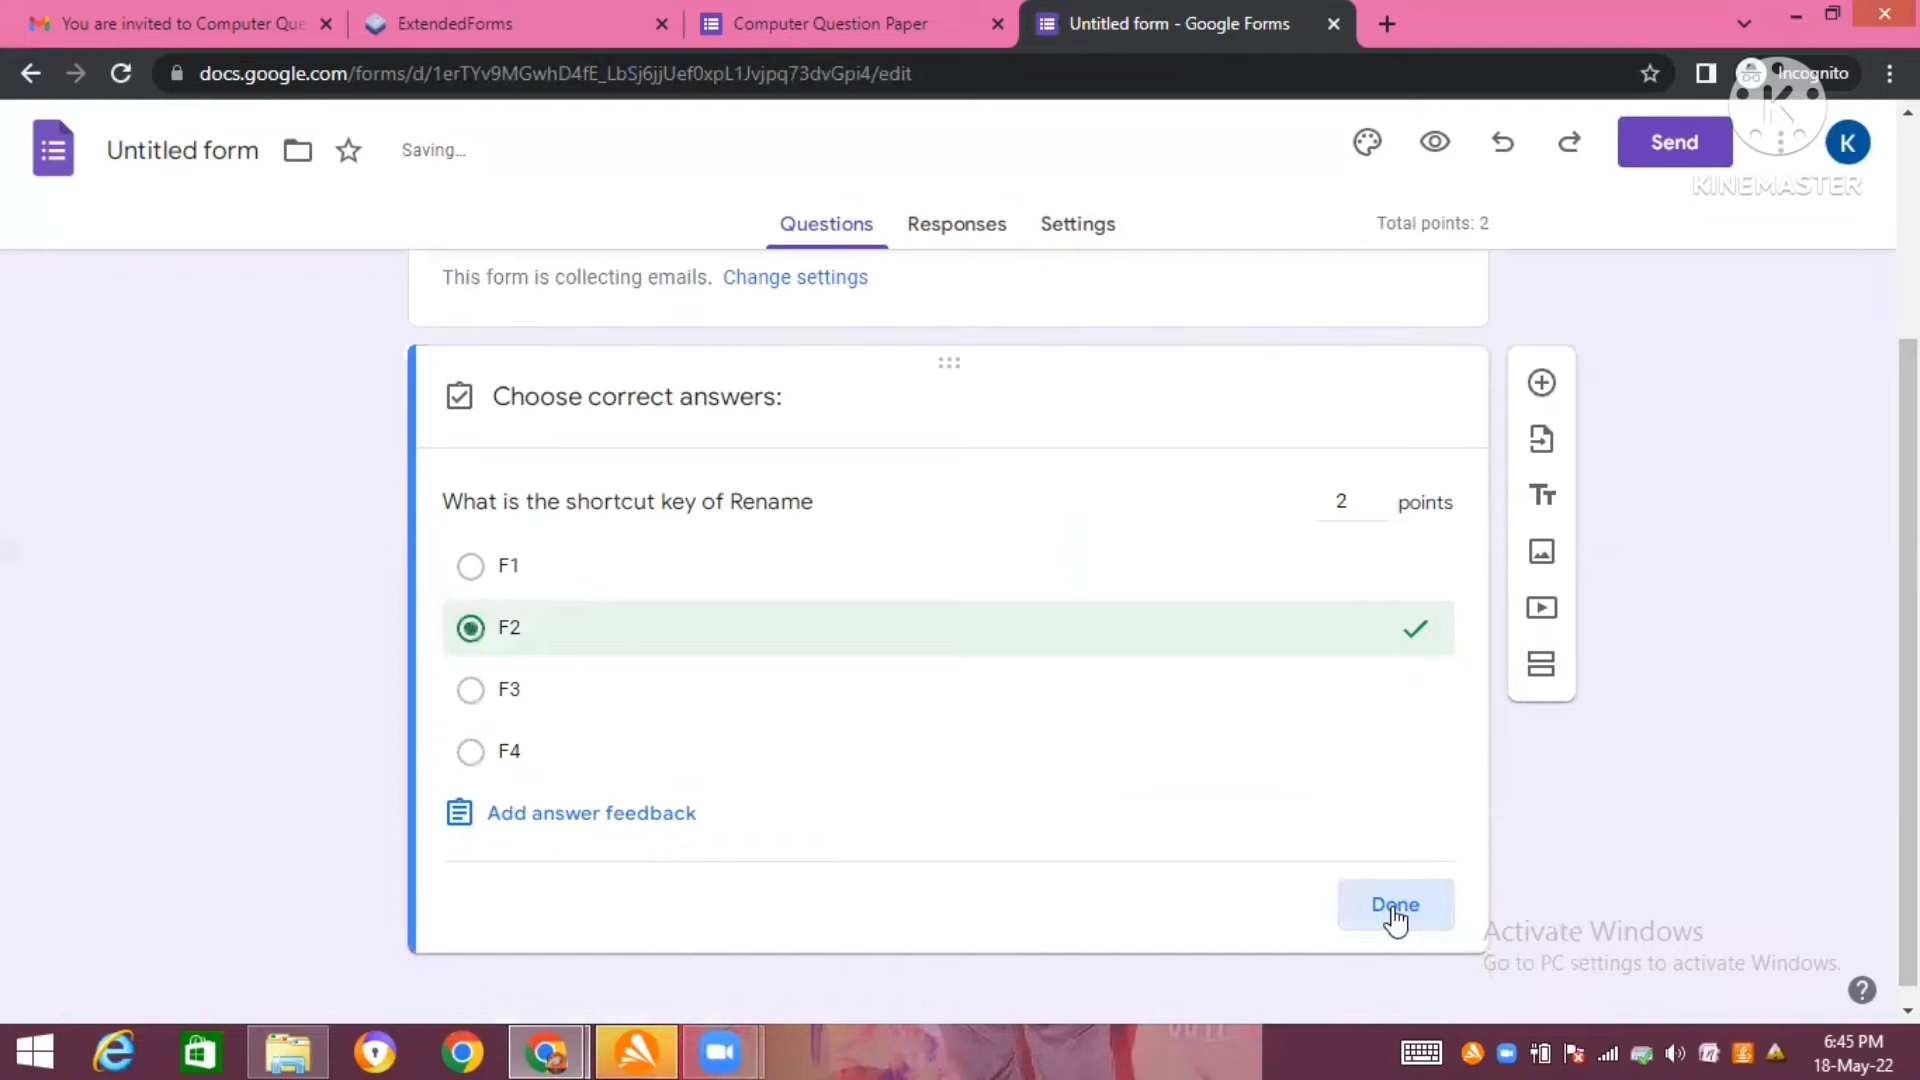 You are invited to Computer Que
ExtendedForms
Computer Question Paper
Untitled form - Google Forms
docs.google.com/forms/d/1erTYv9MGwhD4fE_LbSj6jjUef0xpL1Jvjpq73dvGpi4/edit
Incognito
Untitled form
Saving...
Send
K
K
KINEMASTER
Questions
Responses
Settings
Total points: 2
This form is collecting emails. Change settings
Choose correct answers:
What is the shortcut key of Rename
2 points
F1
F2
F3
F4
Add answer feedback
Done
Activate Windows
Go to PC settings to activate Windows.
6:45 PM
18-May-22